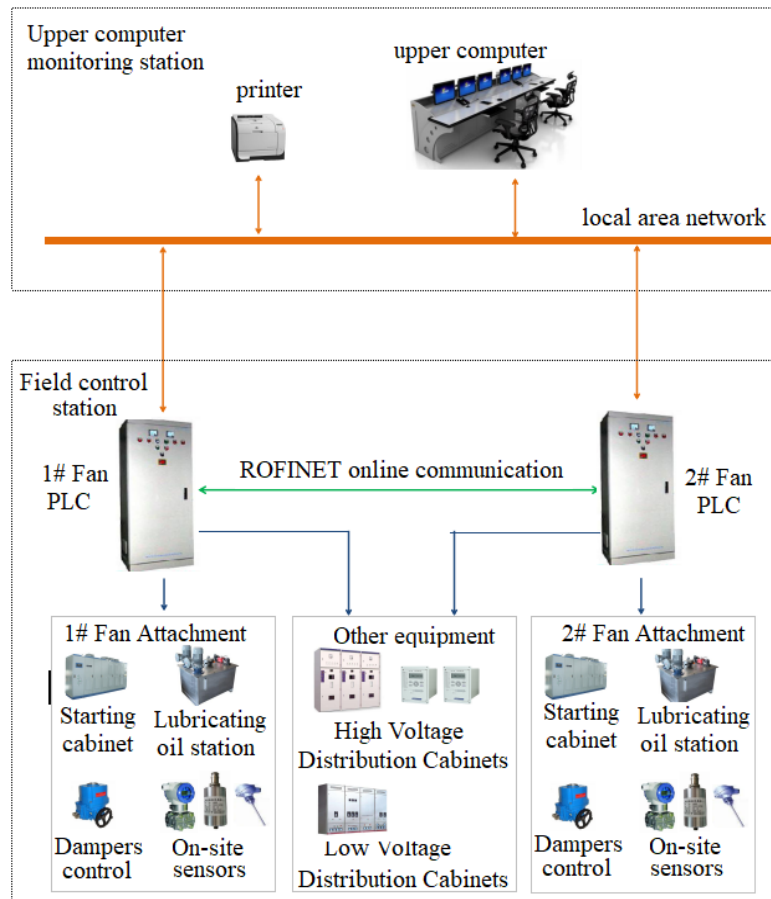 Upper computer
monitoring station
upper computer
printer
local area network
Field control
station
1# Fan
PLC
ROFINET online communication
2# Fan
PLC
1# Fan Attachment
Starting
cabinet
Lubricating
oil station
Dampers
control
On-site
sensors
Other equipment
High Voltage
Distribution Cabinets
Low Voltage
Distribution Cabinets
2# Fan Attachment
Starting
cabinet
Lubricating
oil station
Dampers
control
On-site
sensors